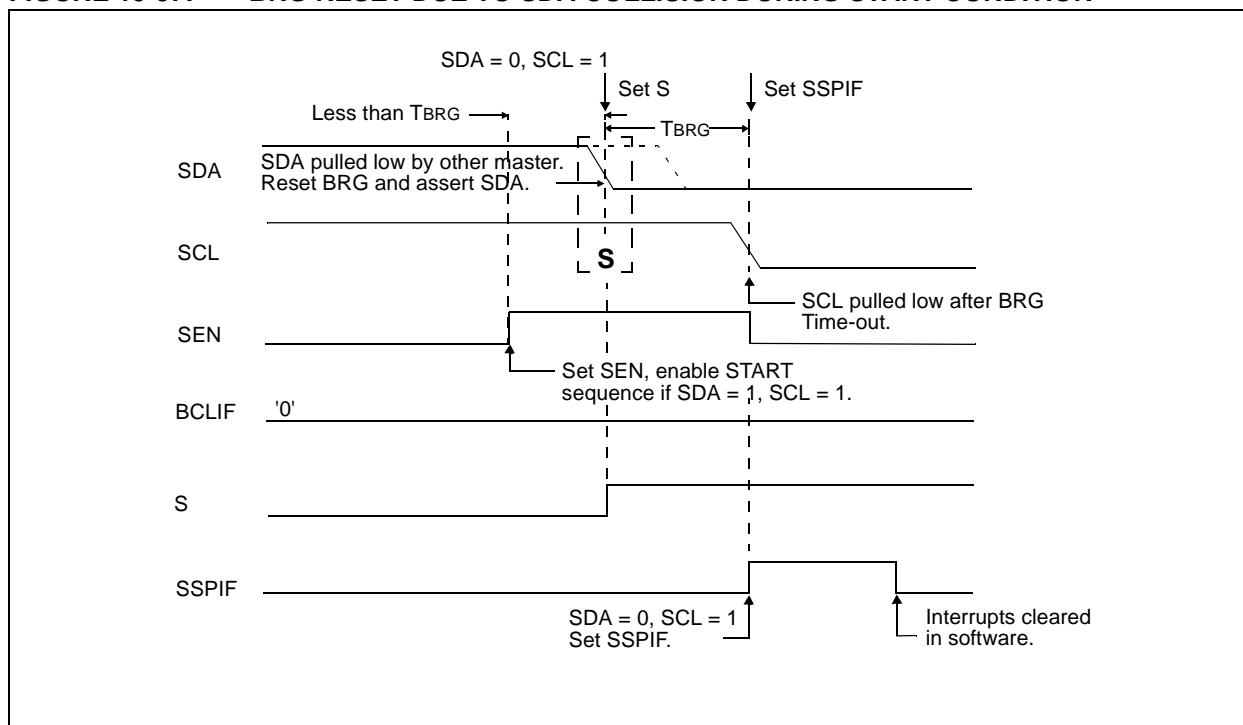 SDA = 0, SCL = 1
Set S
Set SSPIF
Less than TBRG
TBRG
SDA
SDA pulled low by other master.
Reset BRG and assert SDA.
SCL
S
SCL pulled low after BRG
Time-out.
SEN
Set SEN, enable START
sequence if SDA = 1, SCL = 1.
BCLIF
'0'
S
SSPIF
SDA = 0, SCL = 1
Set SSPIF.
Interrupts cleared
in software.